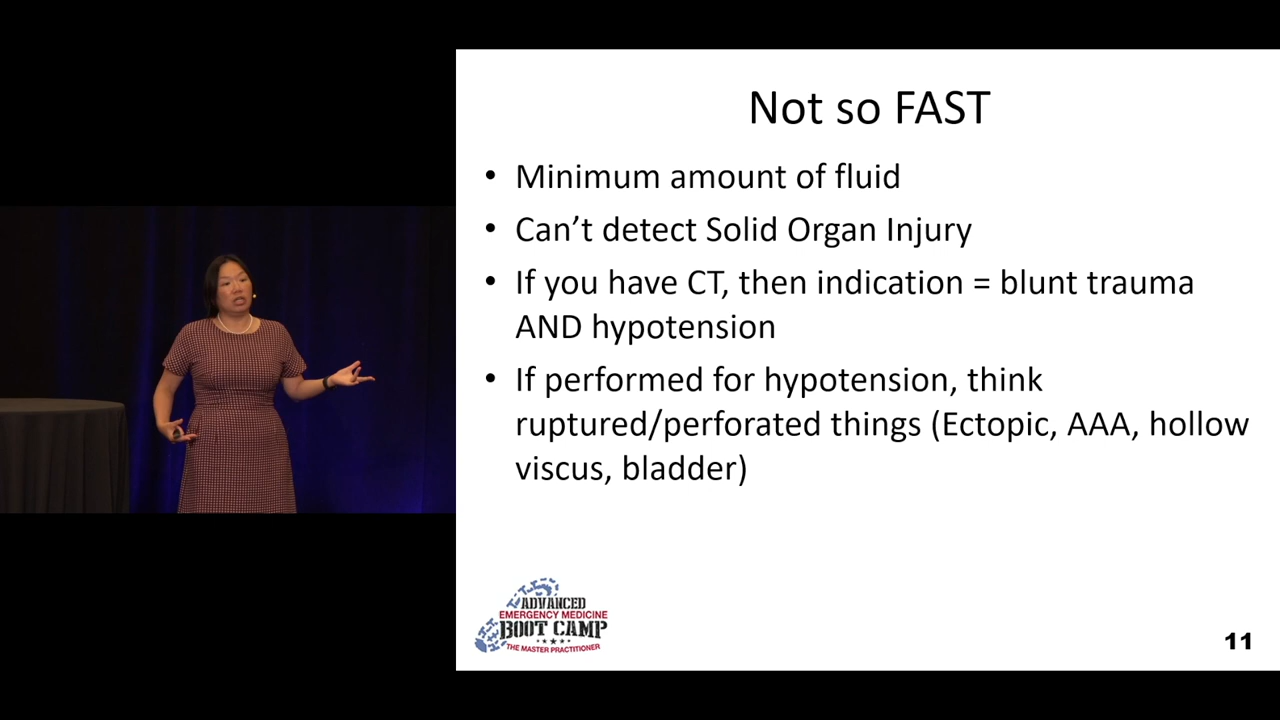 Not so FAST
• Minimum amount of fluid
• Can’t detect Solid Organ Injury
• If you have CT, then indication = blunt trauma
AND hypotension
• If performed for hypotension, think
ruptured/perforated things (Ectopic, AAA, hollow
viscus, bladder)
ADVANCED
EMERGENCY MEDICINE
BOOT CAMP
THE MASTER PRACTITIONER
11